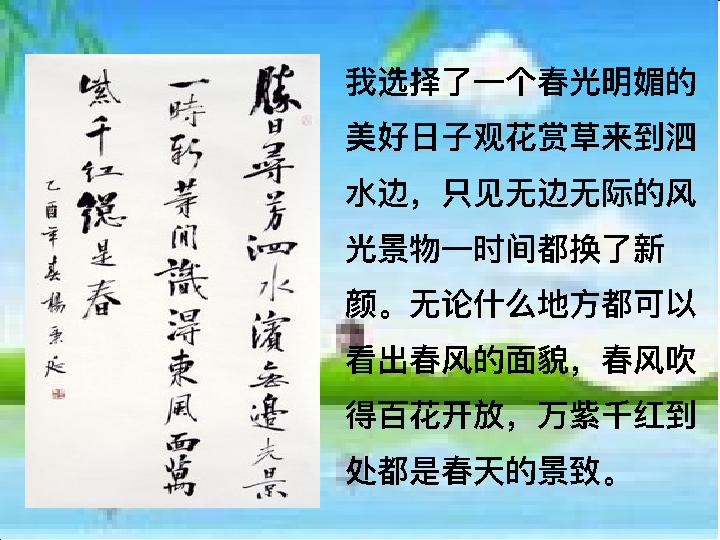 勝日尋芳泗水濱無邊光景
一時新等閒識得東風面萬
紫千紅總是春
乙酉年春楊秉延
我选择了一个春光明媚的
美好日子观花赏草来到泗
水边，只见无边无际的风
光景物一时间都换了新
颜。无论什么地方都可以
看出春风的面貌，春风吹
得百花开放，万紫千红到
处都是春天的景致。